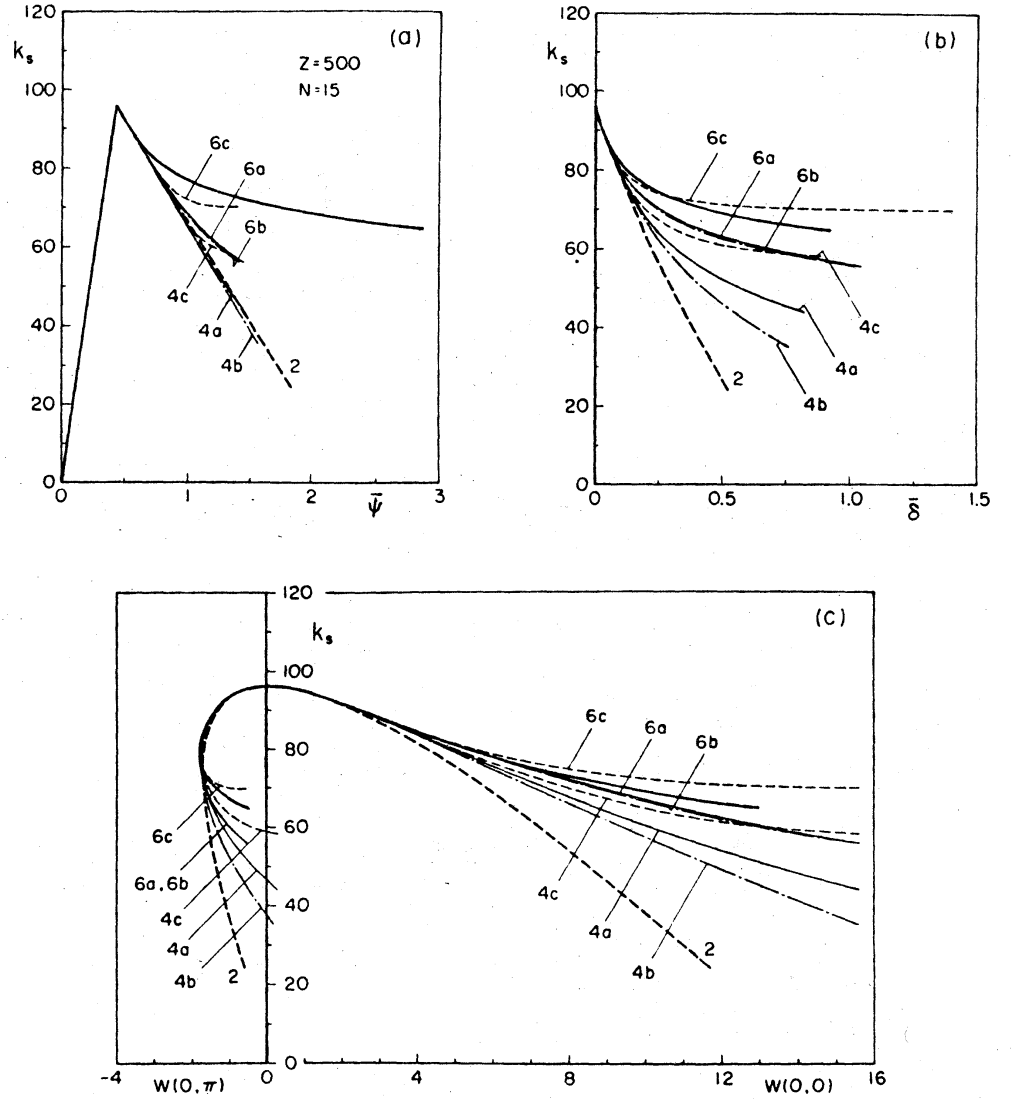 120
k_s
100
80
60
40
20
0
0
1
2
3
ψ̄
(a)
Z=500
N=15
6c
6a
6b
4c
4a
4b
2
120
k_s
100
80
60
40
20
0
0
0.5
1.0
1.5
δ̄
(b)
6c
6a
6b
4c
4a
4b
2
120
k_s
100
80
60
40
20
0
(c)
6c
6a
6b
6c
6a,6b
4c
4a
4b
2
4c
4a
4b
2
-4
W(0,π)
0
4
8
12
W(0,0)
16